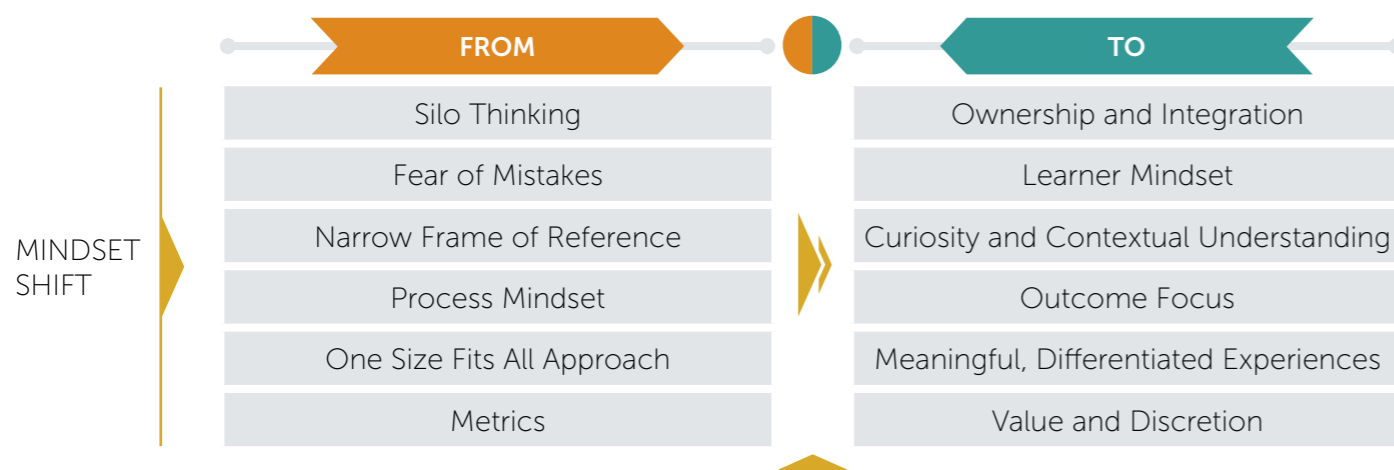 FROM
TO
MINDSET
SHIFT
Silo Thinking
Ownership and Integration
Fear of Mistakes
Learner Mindset
Narrow Frame of Reference
Curiosity and Contextual Understanding
Process Mindset
Outcome Focus
One Size Fits All Approach
Meaningful, Differentiated Experiences
Metrics
Value and Discretion